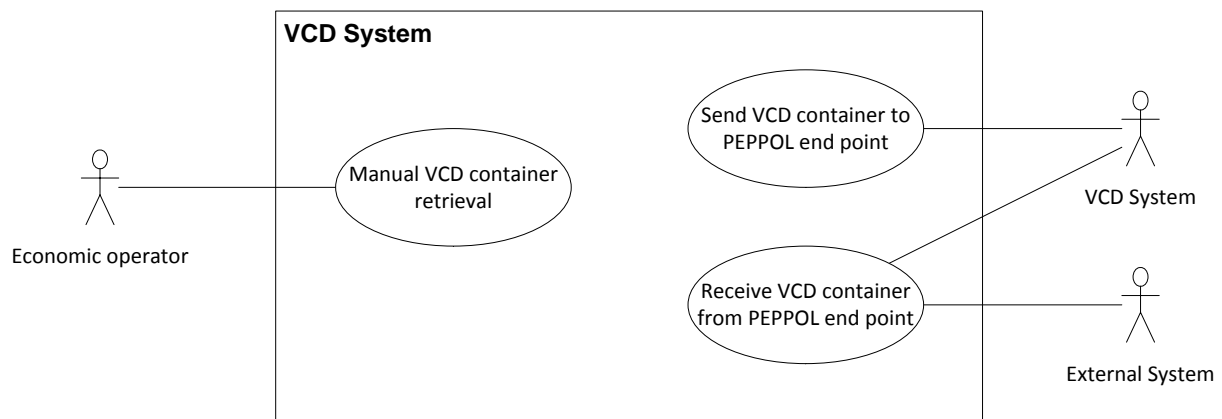 VCD System
Send VCD container to
PEPPOL end point
Manual VCD container
retrieval
VCD System
Economic operator
Receive VCD container
from PEPPOL end point
External System